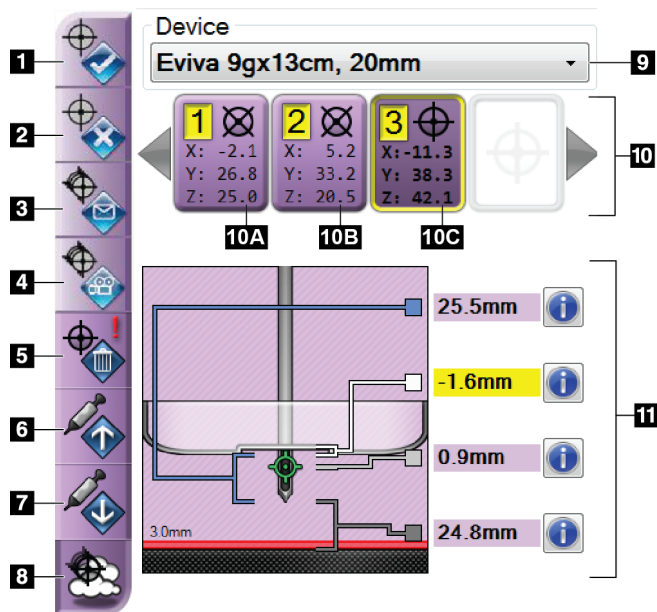 Device
1
Eviva 9gx13cm, 20mm
9
2
1
X: -2.1
Y: 26.8
Z: 25.0
2
X: 5.2
Y: 33.2
Z: 20.5
3
X:-11.3
Y: 38.3
Z: 42.1
10
3
10A
10B
10C
4
25.5mm
5
!
-1.6mm
11
6
0.9mm
7
3.0mm
24.8mm
8